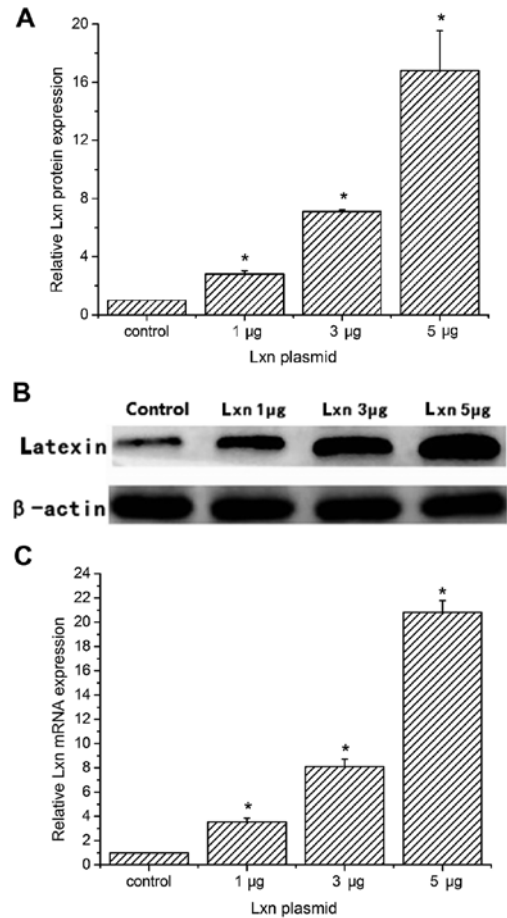 A
Relative Lxn protein expression
20
16
12
8
4
0
*
*
*
*
control 1 µg 3 µg 5 µg
Lxn plasmid
B
Control Lxn 1µg Lxn 3µg Lxn 5µg
Latexin
β-actin
C
Relative Lxn mRNA expression
24
22
20
18
16
14
12
10
8
6
4
2
0
*
*
*
control 1 µg 3 µg 5 µg
Lxn plasmid